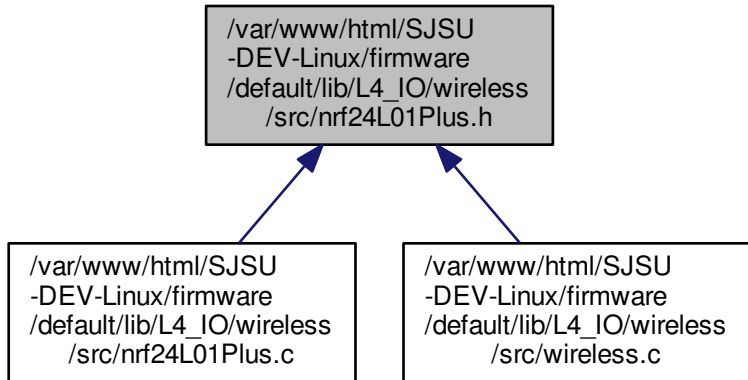 /var/www/html/SJSU
-DEV-Linux/firmware
/default/lib/L4_IO/wireless
/src/nrf24L01Plus.h
/var/www/html/SJSU
-DEV-Linux/firmware
/default/lib/L4_IO/wireless
/src/nrf24L01Plus.c
/var/www/html/SJSU
-DEV-Linux/firmware
/default/lib/L4_IO/wireless
/src/wireless.c